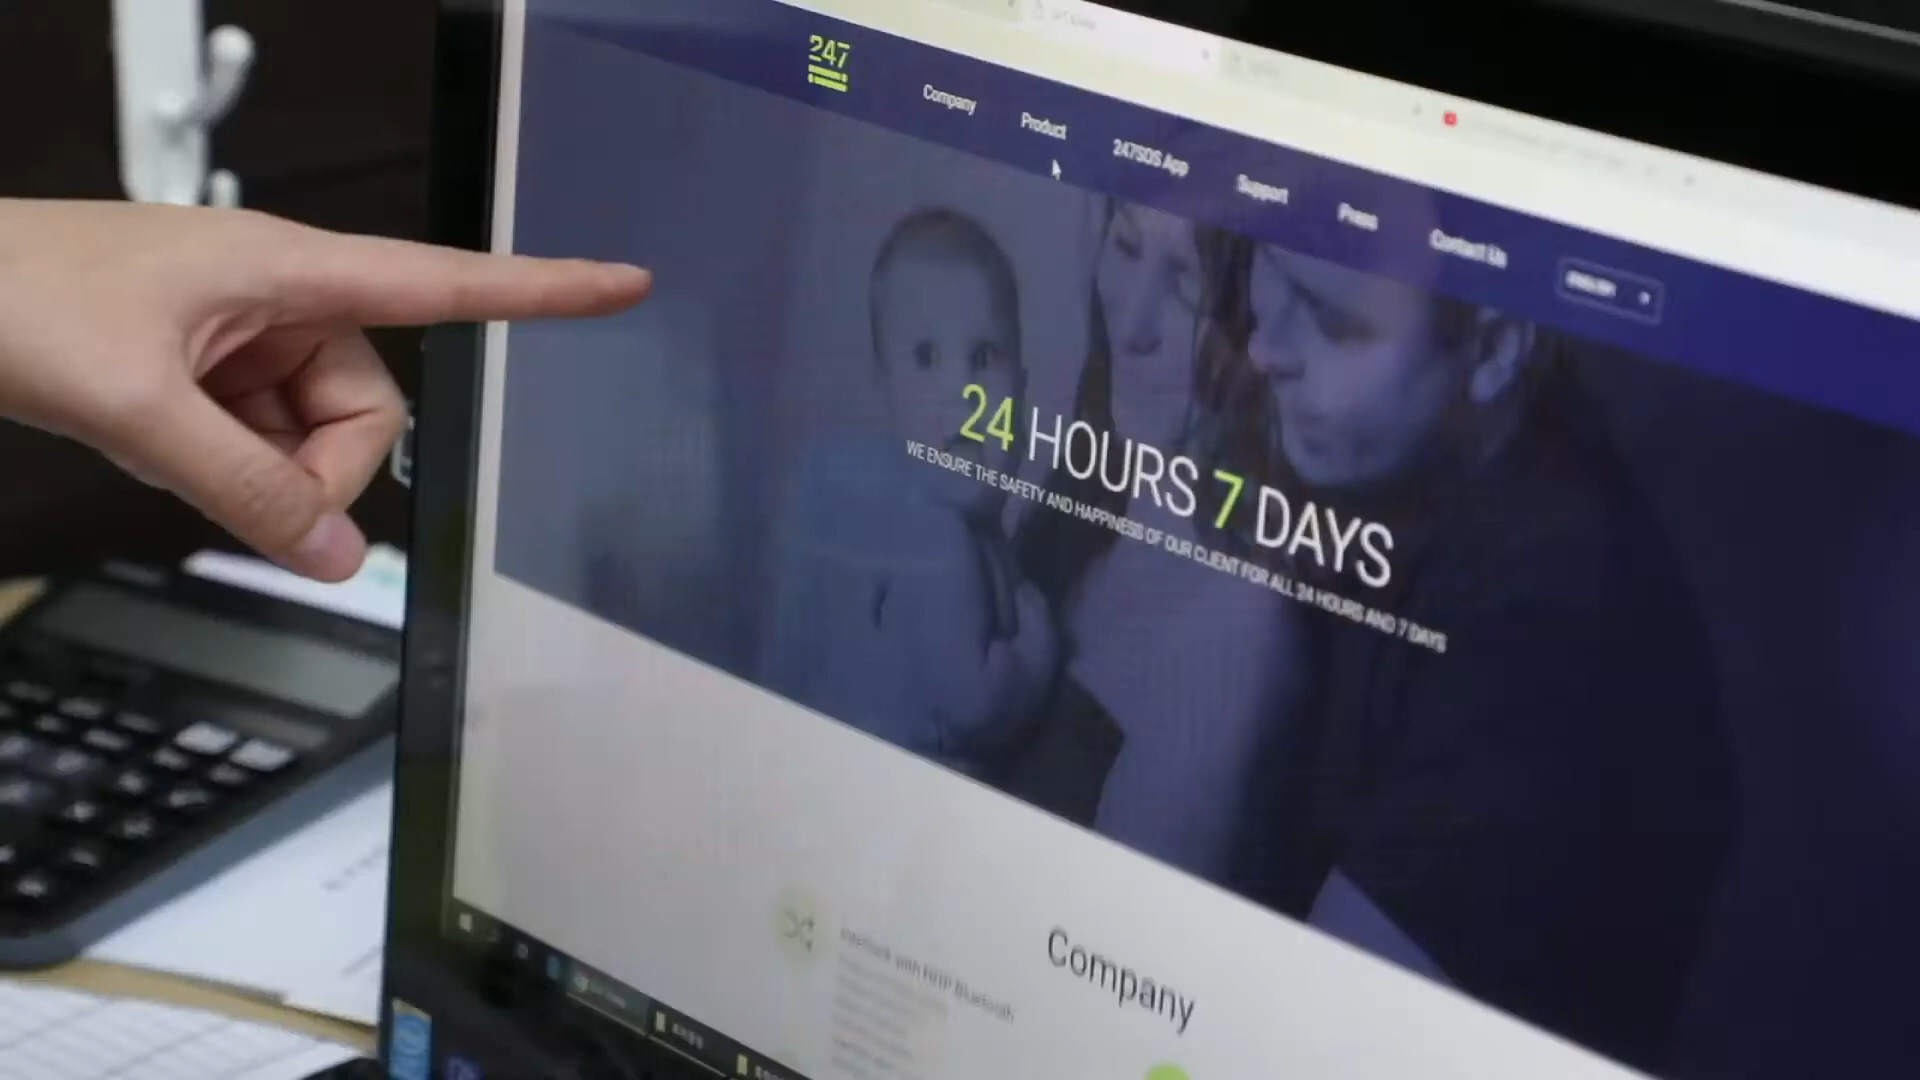 247
Company
Product
247SOS App
Support
Press
Contact Us
ENGLISH
24 HOURS 7 DAYS
WE ENSURE THE SAFETY AND HAPPINESS OF OUR CLIENT FOR ALL 24 HOURS AND 7 DAYS
Company